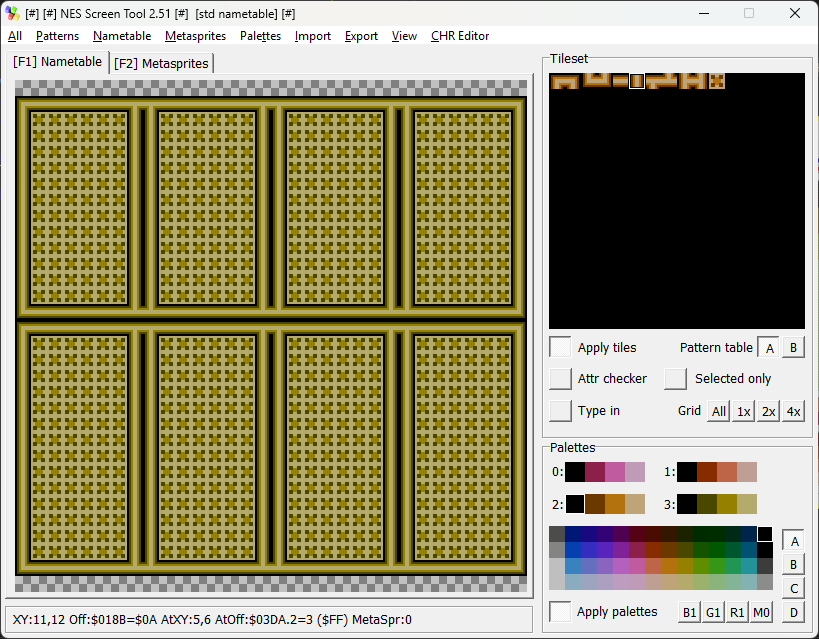 [#] [#] NES Screen Tool 2.51 [#] [std nametable] [#]
All Patterns Nametable Metasprites Palettes Import Export View CHR Editor
[F1] Nametable [F2] Metasprites
Tileset
Apply tiles Pattern table A B
Attr checker Selected only
Type in Grid All 1x 2x 4x
Palettes
0: 1:
2: 3:
A
B
C
Apply palettes B1 G1 R1 M0 D
XY:11,12 Off:$018B=$0A AtXY:5,6 AtOff:$03DA.2=3 ($FF) MetaSpr:0